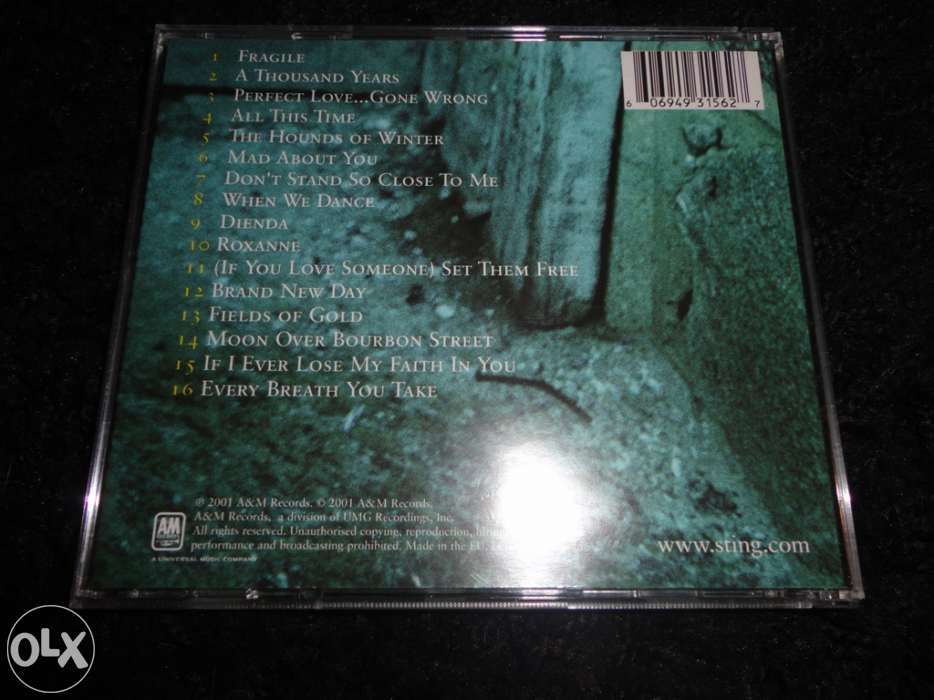 1 FRAGILE
2 A THOUSAND YEARS
3 PERFECT LOVE...GONE WRONG
4 ALL THIS TIME
5 THE HOUNDS OF WINTER
6 MAD ABOUT YOU
7 DON'T STAND SO CLOSE TO ME
8 WHEN WE DANCE
9 DIENDA
10 ROXANNE
11 (IF YOU LOVE SOMEONE) SET THEM FREE
12 BRAND NEW DAY
13 FIELDS OF GOLD
14 MOON OVER BOURBON STREET
15 IF I EVER LOSE MY FAITH IN YOU
16 EVERY BREATH YOU TAKE
6 06949 31562 7
℗ 2001 A&M Records. © 2001 A&M Records.
A&M Records, a division of UMG Recordings, Inc.
All rights reserved. Unauthorised copying, reproduction,
performance and broadcasting prohibited. Made in the EU.
AM
RECORDS
A UNIVERSAL MUSIC COMPANY
www.sting.com
OLX